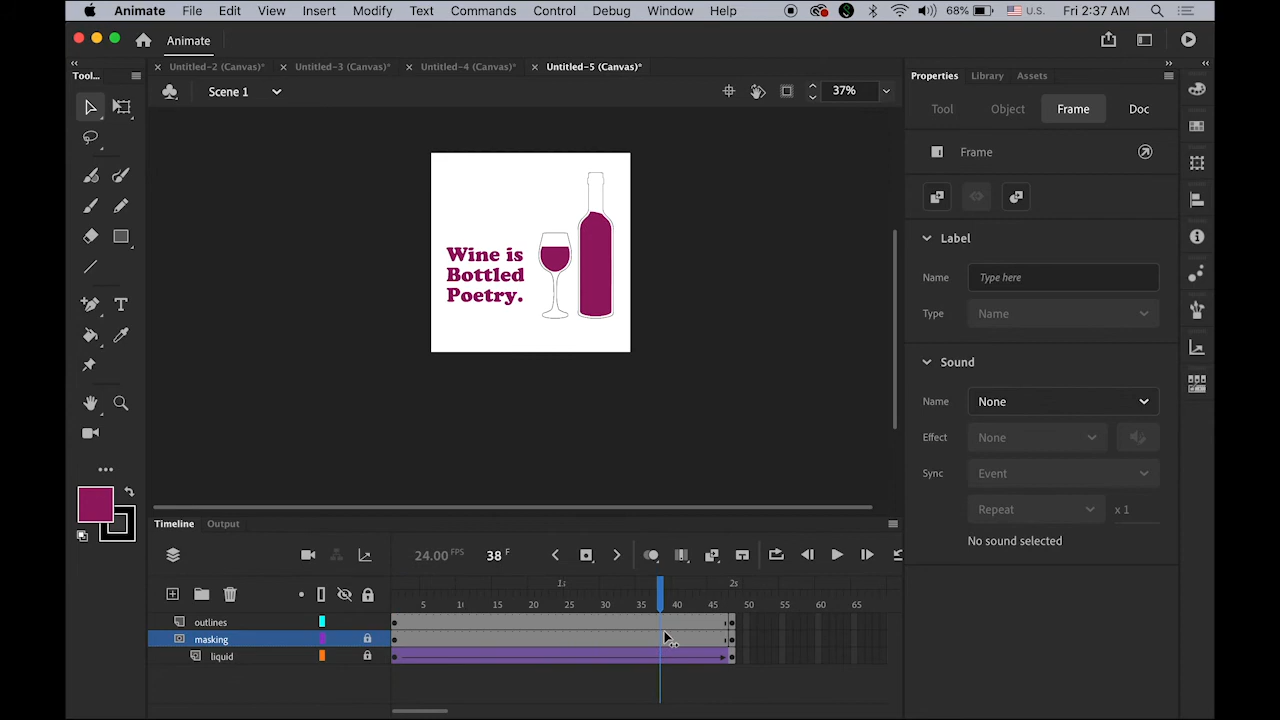 Animate File Edit View Insert Modify Text Commands Control Debug Window Help 68% U.S. Fri 2:37 AM
Animate
Tool...
Untitled-2 (Canvas)* Untitled-3 (Canvas)* Untitled-4 (Canvas)* Untitled-5 (Canvas)*
Scene 1 37%
Wine is
Bottled
Poetry.
Properties Library Assets
Tool Object Frame Doc
Frame
Label
Name Type here
Type Name
Sound
Name None
Effect None
Sync Event
Repeat x 1
No sound selected
Timeline Output
24.00 FPS 38 F
1s 2s
5 10 15 20 25 30 35 40 45 50 55 60 65
outlines
masking
liquid